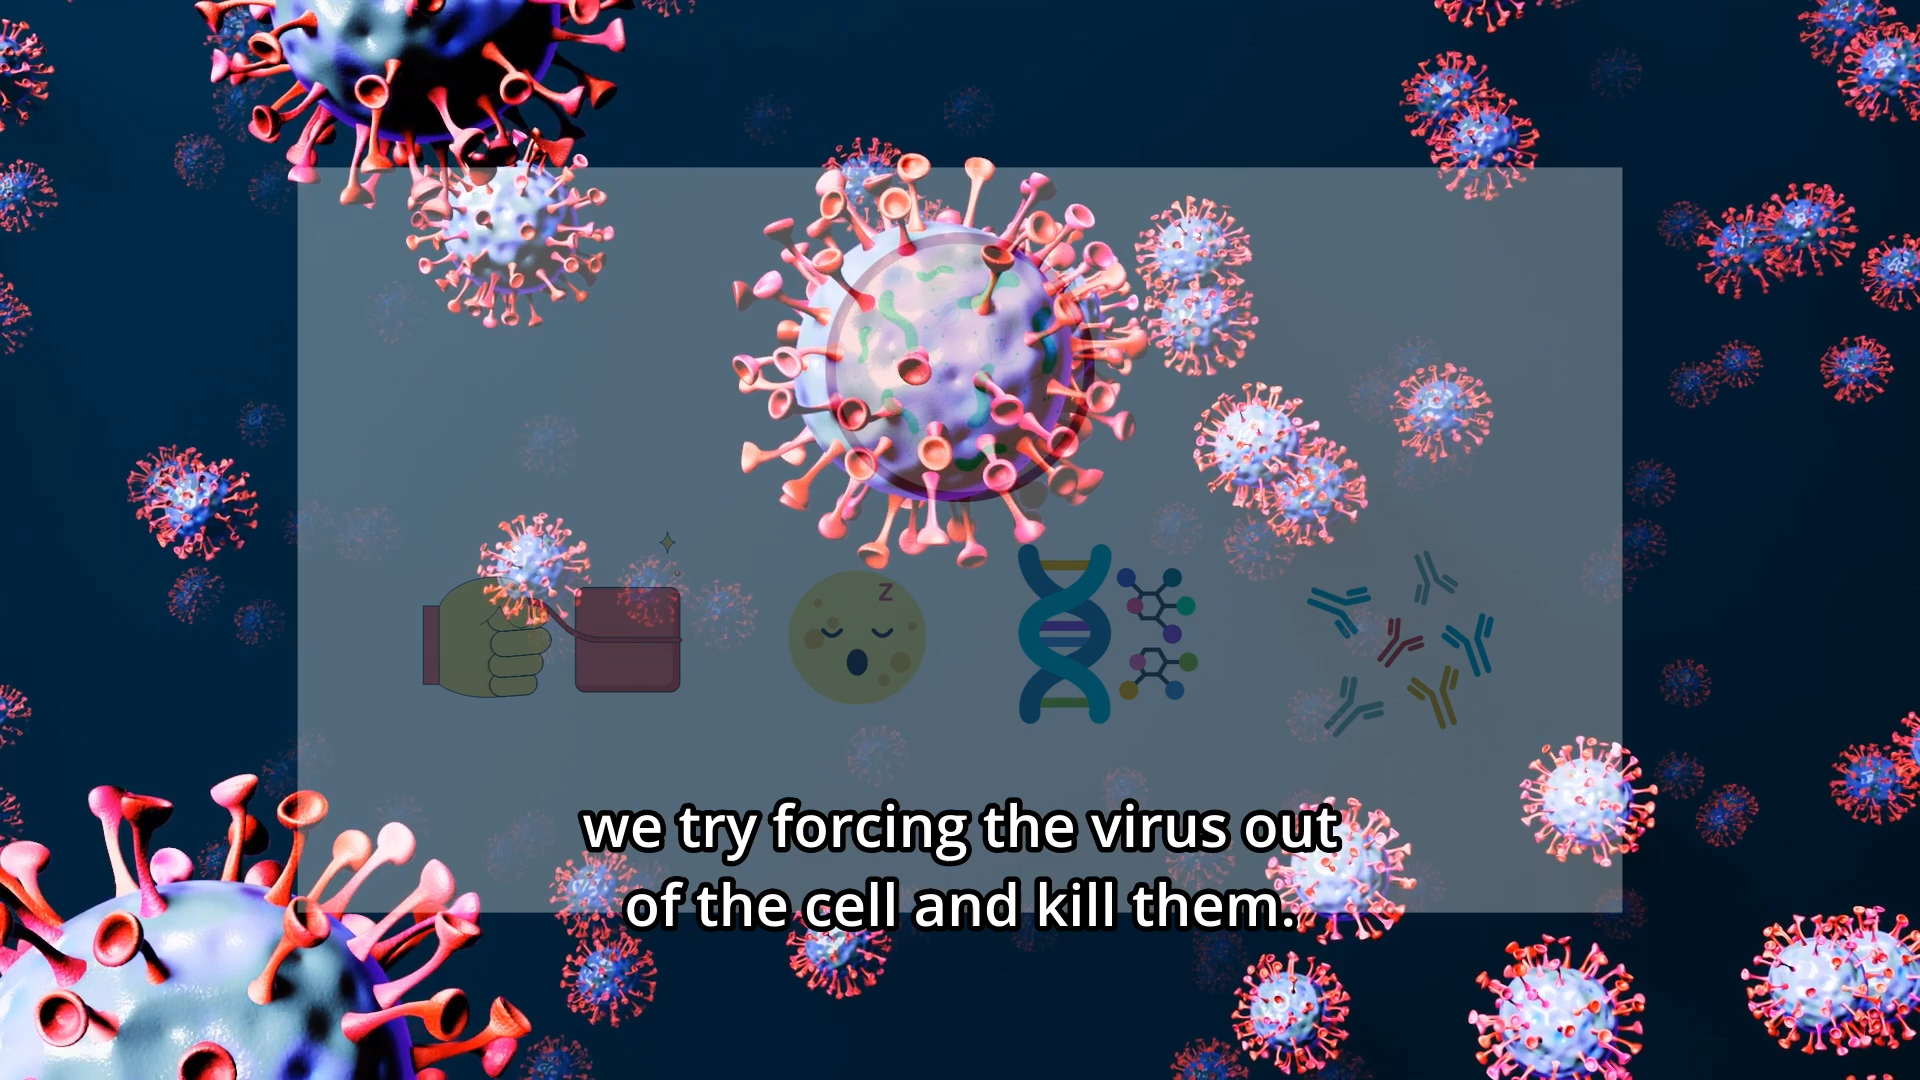 Z
we try forcing the virus out
of the cell and kill them.